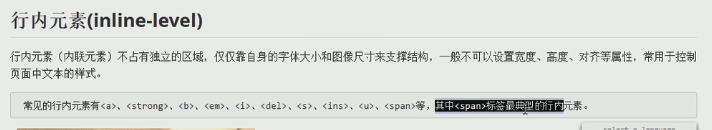 行内元素(inline-level)
行内元素（内联元素）不占有独立的区域，仅仅靠自身的字体大小和图像尺寸来支撑结构，一般不可以设置宽度、高度、对齐等属性，常用于控制
页面中文本的样式。
常见的行内元素有<a>、<strong>、<b>、<em>、<i>、<del>、<s>、<ins>、<u>、<span>等，其中<span>标签最典型的行内元素。
select a language